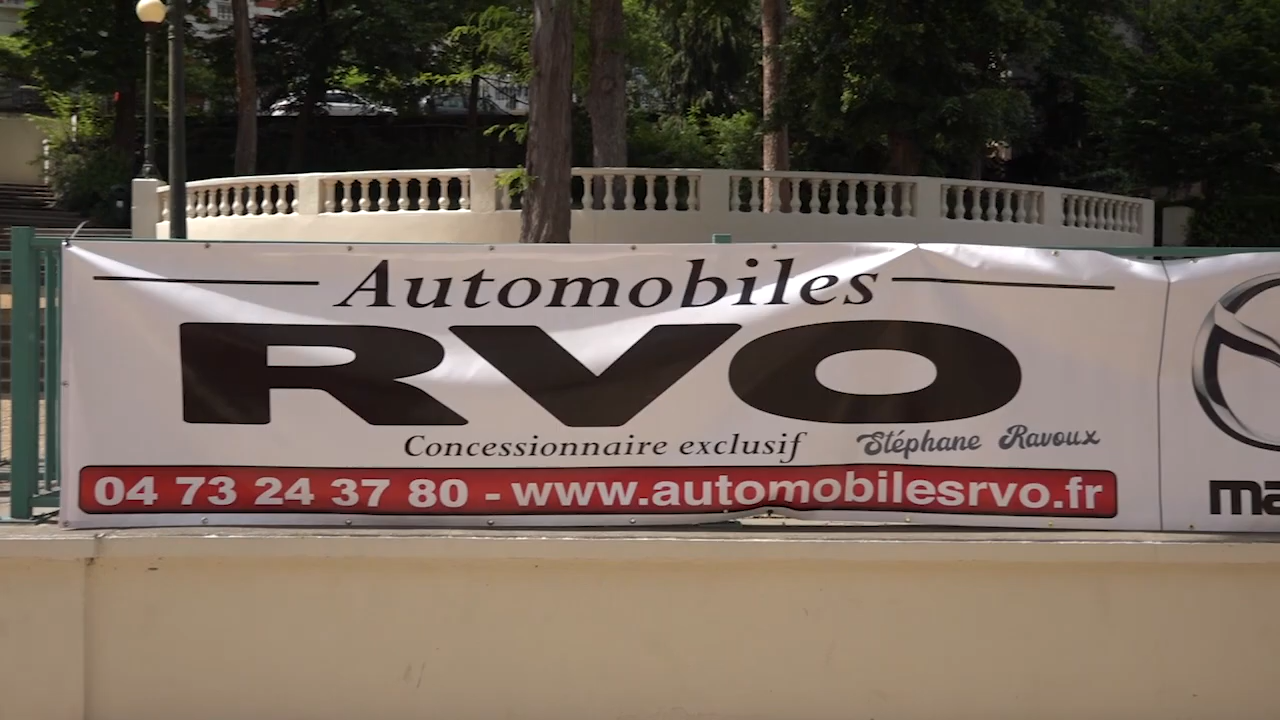 Automobiles
RVO
Concessionnaire exclusif Stéphane Ravoux
04 73 24 37 80 - www.automobilesrvo.fr